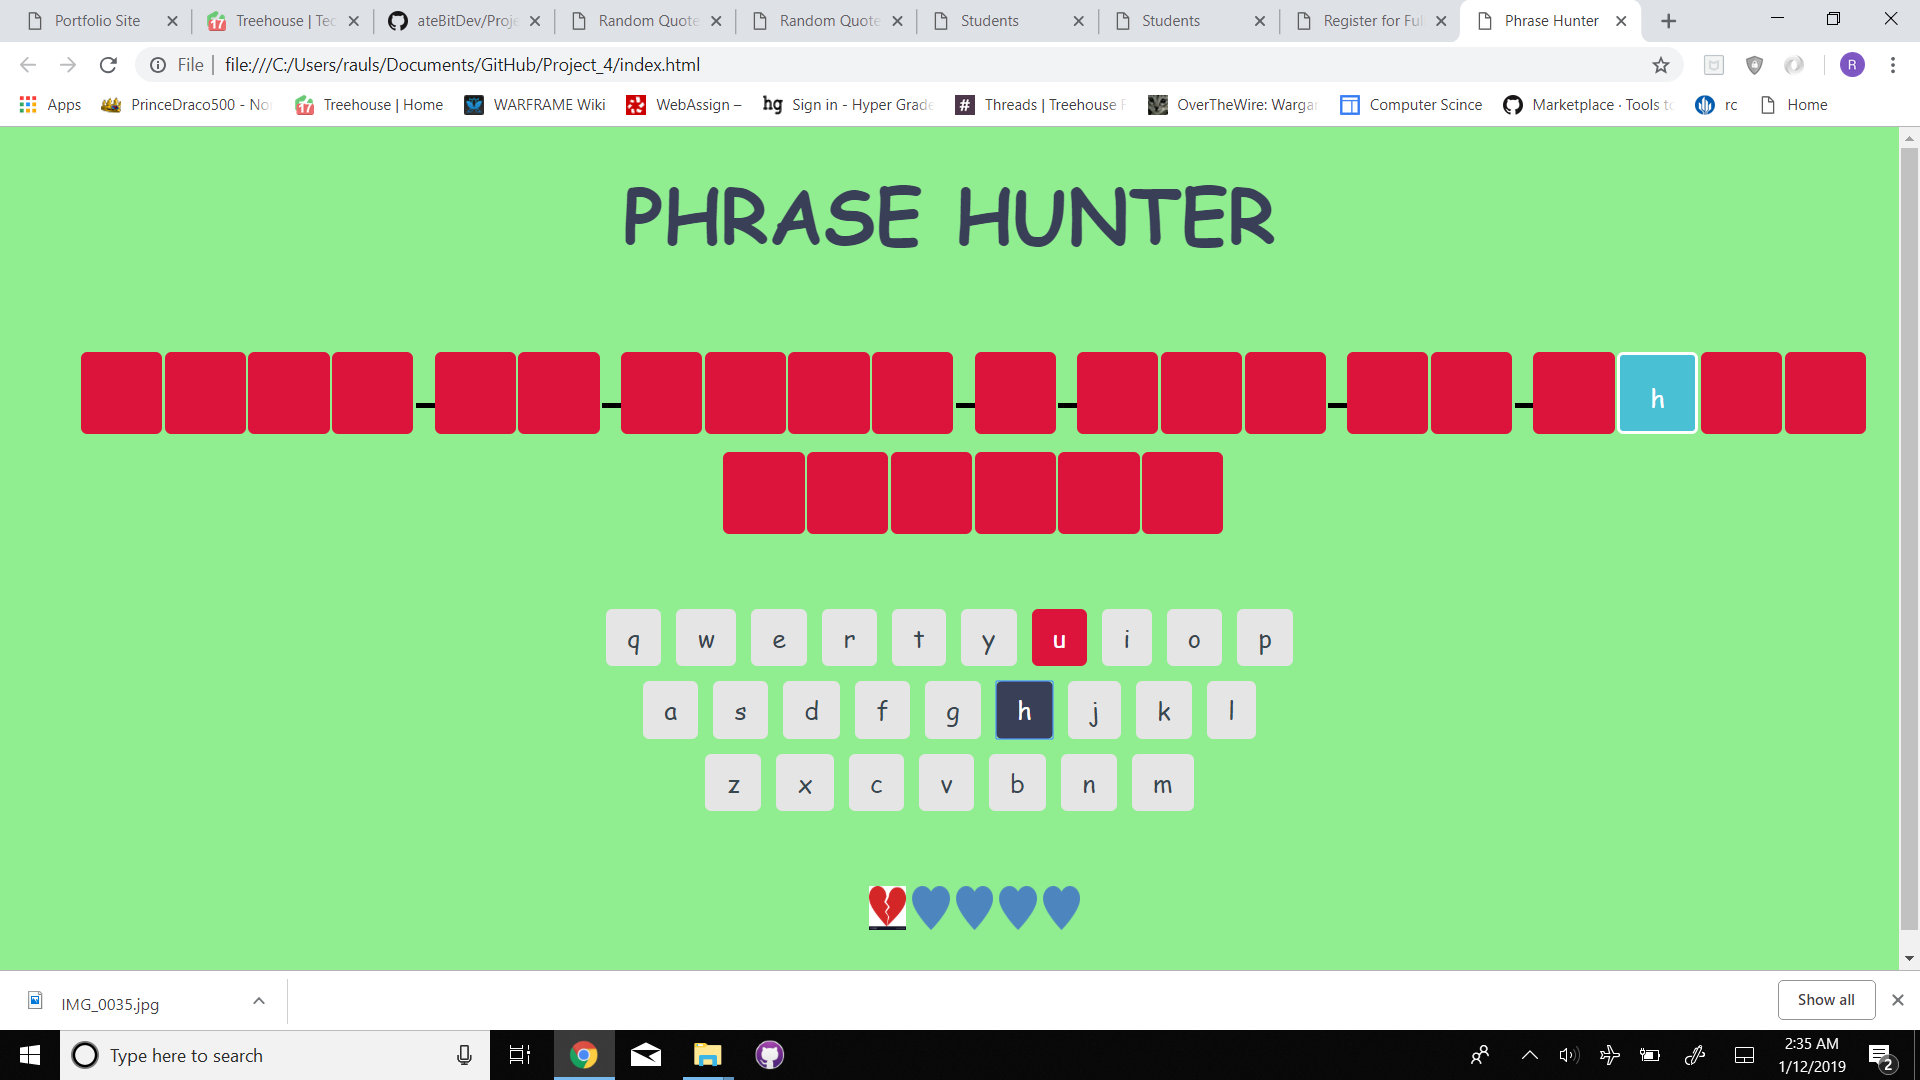 Portfolio Site Treehouse | Tec ateBitDev/Proje Random Quote Random Quote Students Students Register for Ful Phrase Hunter
File | file:///C:/Users/rauls/Documents/GitHub/Project_4/index.html R
Apps PrinceDraco500 - No Treehouse | Home WARFRAME Wiki WebAssign – hg Sign in - Hyper Grade # Threads | Treehouse F OverTheWire: Wargar Computer Scince Marketplace · Tools to rc Home
PHRASE HUNTER
h
q w e r t y u i o p
a s d f g h j k l
z x c v b n m
IMG_0035.jpg Show all
Type here to search 2:35 AM
1/12/2019 2